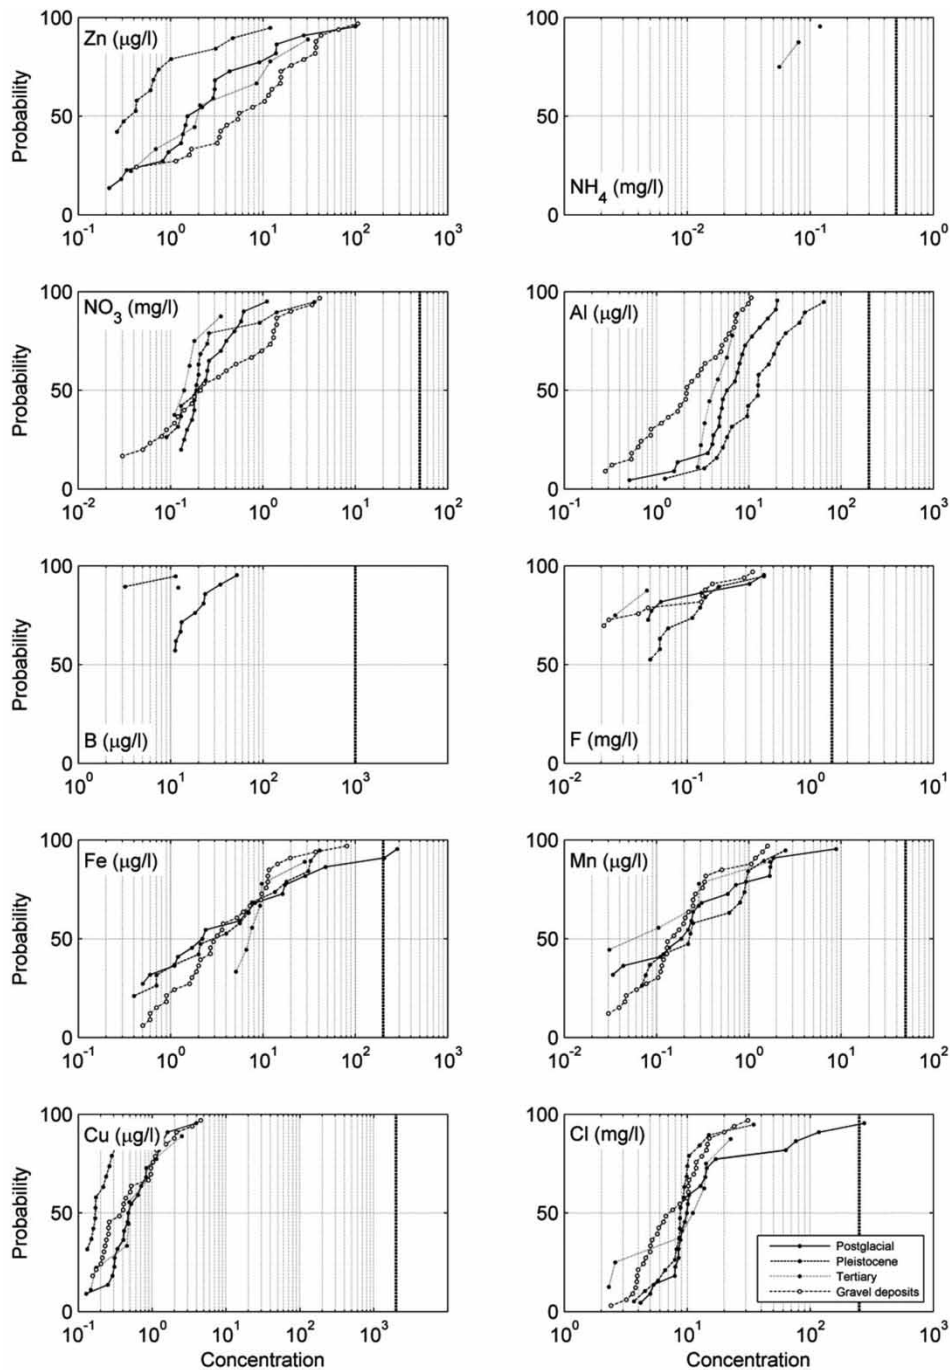 Zn (μg/l)
Probability
100
50
0
10^-1 10^0 10^1 10^2 10^3
NH4 (mg/l)
100
50
0
10^-2 10^-1 10^0
NO3 (mg/l)
Probability
100
50
0
10^-2 10^-1 10^0 10^1 10^2
Al (μg/l)
100
50
0
10^0 10^1 10^2 10^3
B (μg/l)
Probability
100
50
0
10^0 10^1 10^2 10^3
F (mg/l)
100
50
0
10^-2 10^-1 10^0 10^1
Fe (μg/l)
Probability
100
50
0
10^-1 10^0 10^1 10^2 10^3
Mn (μg/l)
100
50
0
10^-2 10^-1 10^0 10^1 10^2
Cu (μg/l)
Probability
100
50
0
10^-1 10^0 10^1 10^2 10^3
Concentration
Cl (mg/l)
100
50
0
10^0 10^1 10^2 10^3
Concentration
Postglacial
Pleistocene
Tertiary
Gravel deposits